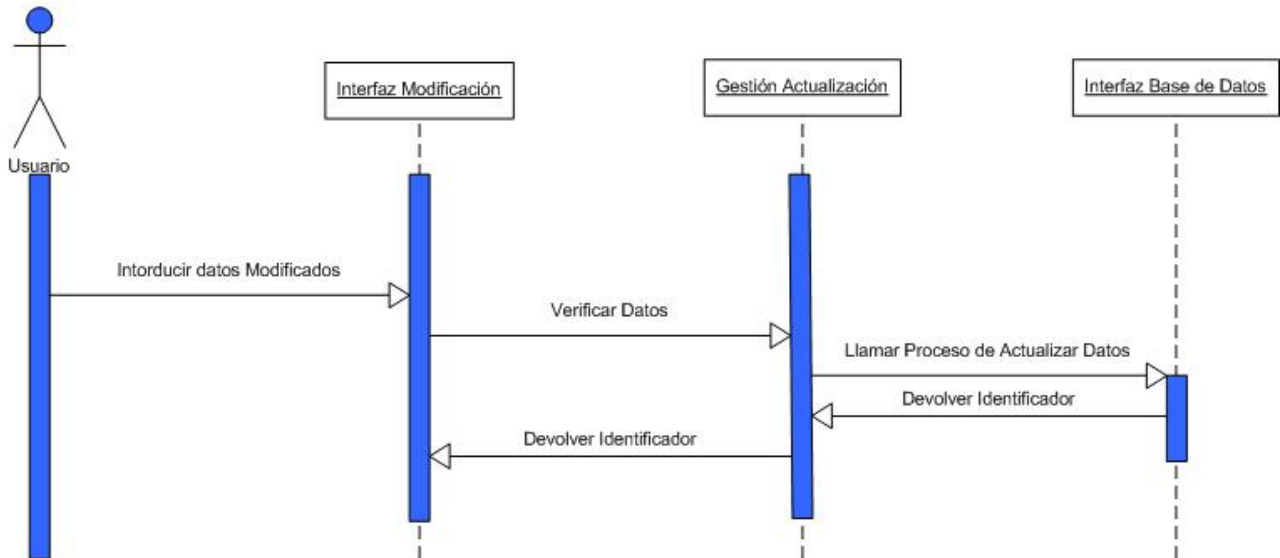 Interfaz Modificación
Gestión Actualización
Interfaz Base de Datos
Usuario
Intorducir datos Modificados
Verificar Datos
Llamar Proceso de Actualizar Datos
Devolver Identificador
Devolver Identificador